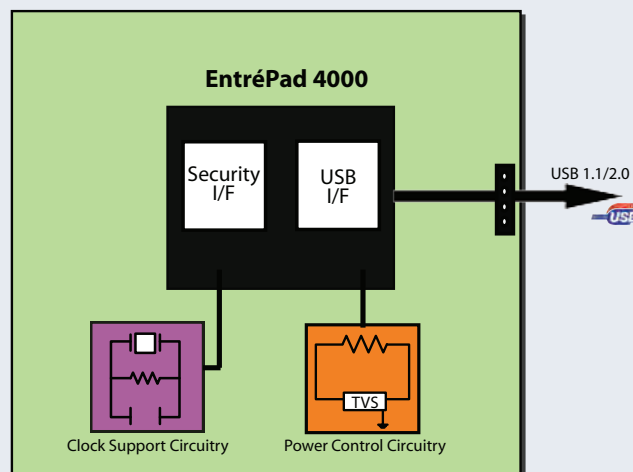 EntréPad 4000
Security
I/F
USB
I/F
USB 1.1/2.0
USB
TVS
Clock Support Circuitry
Power Control Circuitry